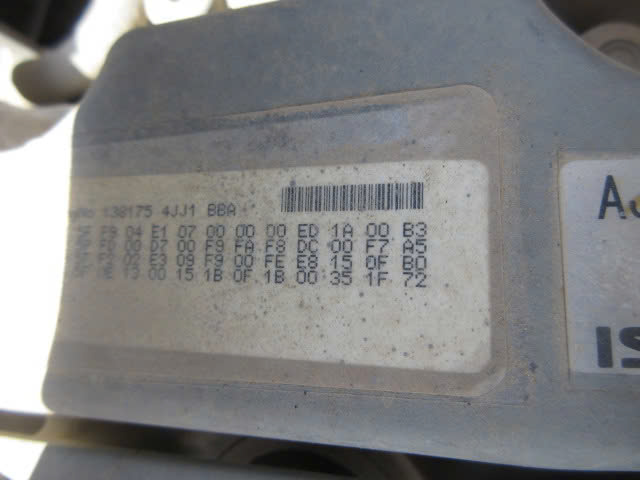 130175 4JJ1 BBA
F9 04 E1 07 00 00 00 ED 1A 00 B3
00 D7 00 F9 FA F8 DC 00 F7 A5
02 E3 09 F9 00 FE E8 15 0F B0
13 00 15 1B 0F 1B 00 35 1F 72